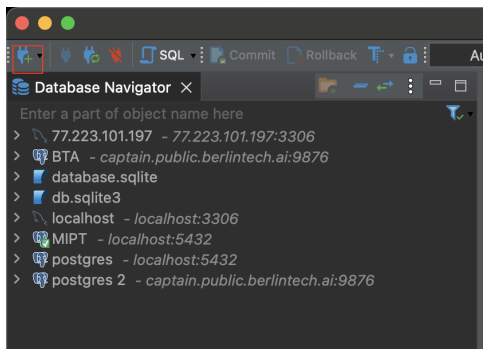 SQL Commit Rollback T Au
Database Navigator
Enter a part of object name here
77.223.101.197 - 77.223.101.197:3306
BTA - captain.public.berlintech.ai:9876
database.sqlite
db.sqlite3
localhost - localhost:3306
MIPT - localhost:5432
postgres - localhost:5432
postgres 2 - captain.public.berlintech.ai:9876